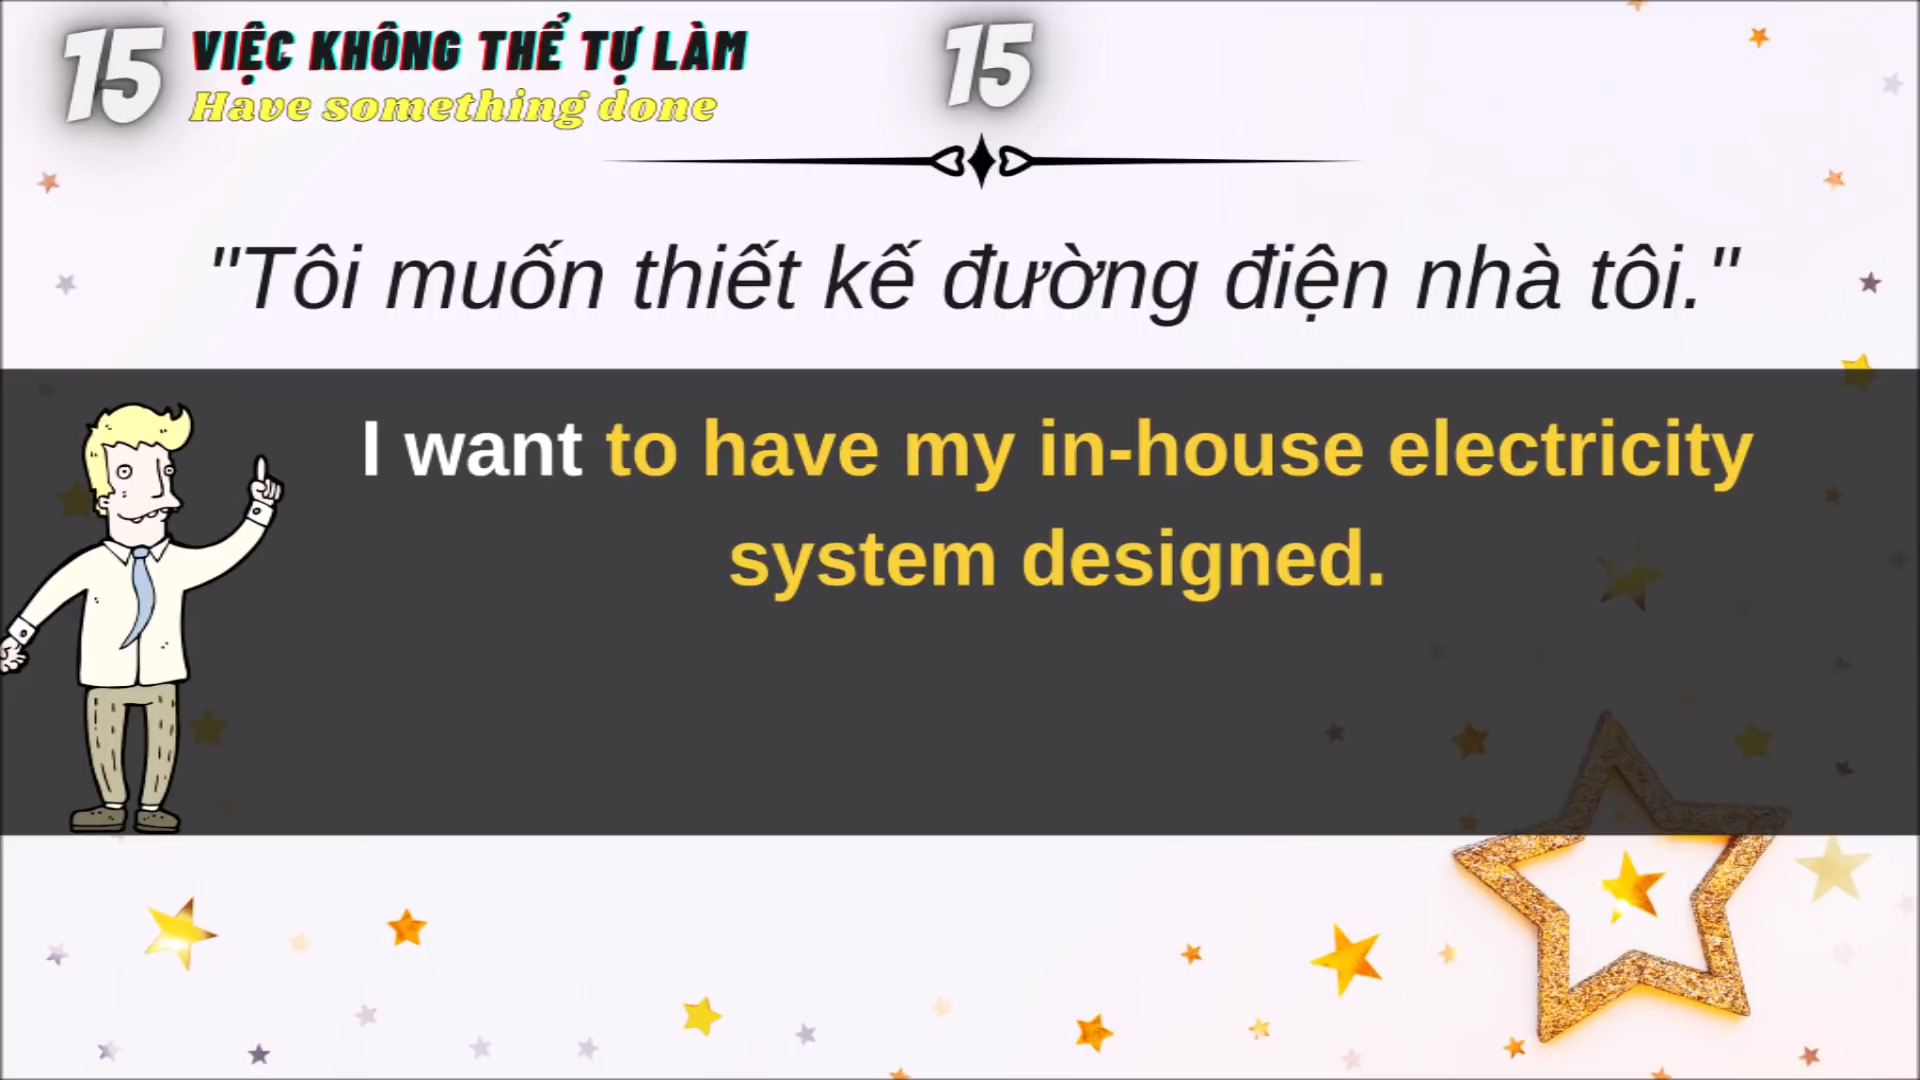 15 VIỆC KHÔNG THỂ TỰ LÀM
Have something done
15
"Tôi muốn thiết kế đường điện nhà tôi."
I want to have my in-house electricity
system designed.